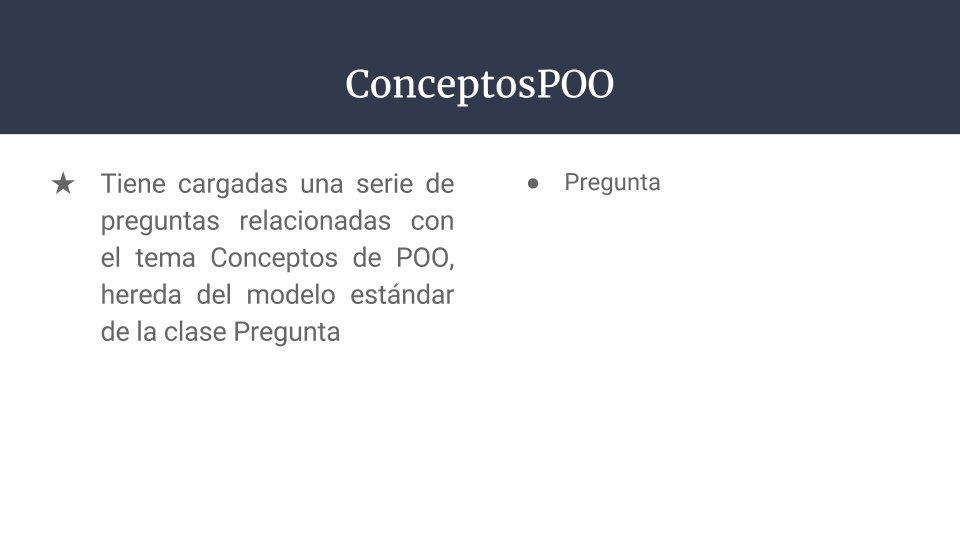 ConceptosPOO
★ Tiene cargadas una serie de
preguntas relacionadas con
el tema Conceptos de POO,
hereda del modelo estándar
de la clase Pregunta
● Pregunta